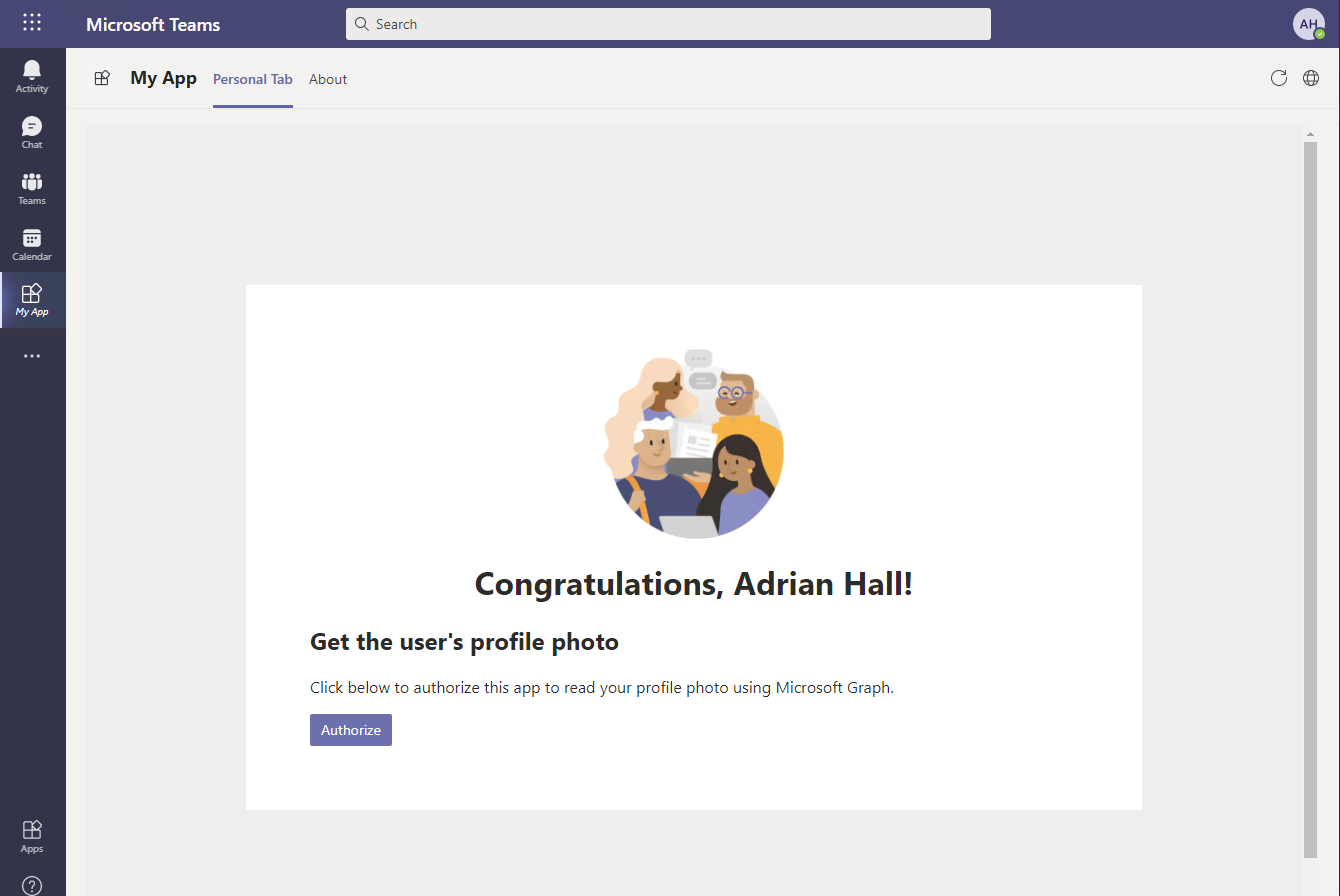 Microsoft Teams
Search
AH
Activity
Chat
Teams
Calendar
My App
Apps
My App
Personal Tab
About
Congratulations, Adrian Hall!
Get the user's profile photo
Click below to authorize this app to read your profile photo using Microsoft Graph.
Authorize